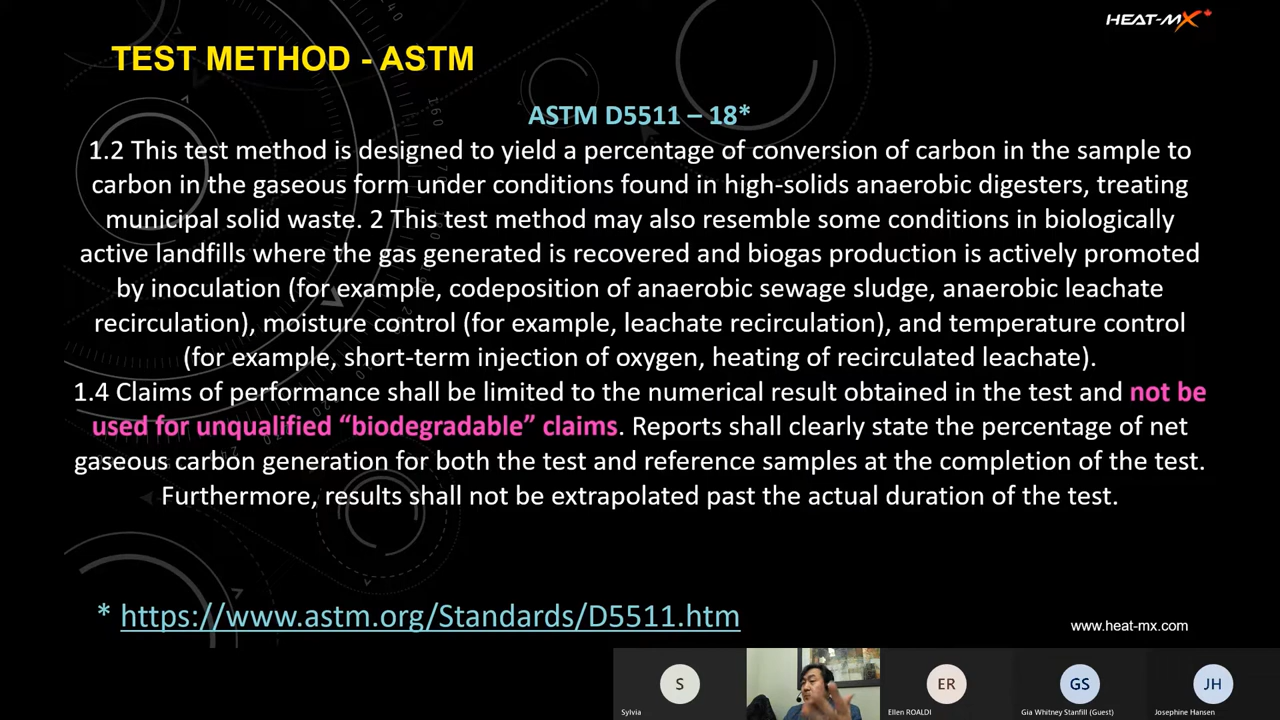 HEAT-MX
TEST METHOD - ASTM
ASTM D5511 – 18*
1.2 This test method is designed to yield a percentage of conversion of carbon in the sample to
carbon in the gaseous form under conditions found in high-solids anaerobic digesters, treating
municipal solid waste. 2 This test method may also resemble some conditions in biologically
active landfills where the gas generated is recovered and biogas production is actively promoted
by inoculation (for example, codeposition of anaerobic sewage sludge, anaerobic leachate
recirculation), moisture control (for example, leachate recirculation), and temperature control
(for example, short-term injection of oxygen, heating of recirculated leachate).
1.4 Claims of performance shall be limited to the numerical result obtained in the test and not be
used for unqualified “biodegradable” claims. Reports shall clearly state the percentage of net
gaseous carbon generation for both the test and reference samples at the completion of the test.
Furthermore, results shall not be extrapolated past the actual duration of the test.
* https://www.astm.org/Standards/D5511.htm
www.heat-mx.com
S
ER
GS
JH
Sylvia
Ellen ROALDI
Gia Whitney Stanfill (Guest)
Josephine Hansen